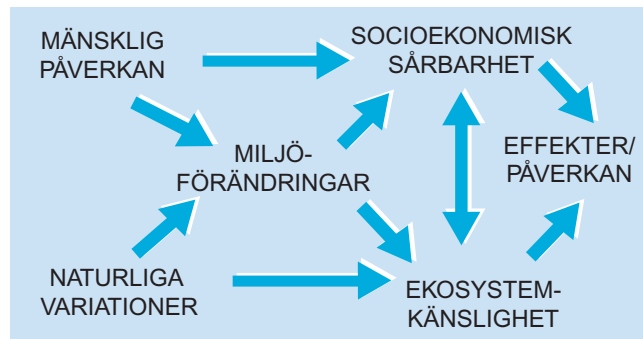 MÄNSKLIG
PÅVERKAN
SOCIOEKONOMISK
SÅRBARHET
MILJÖ-
FÖRÄNDRINGAR
EFFEKTER/
PÅVERKAN
NATURLIGA
VARIATIONER
EKOSYSTEM-
KÄNSLIGHET